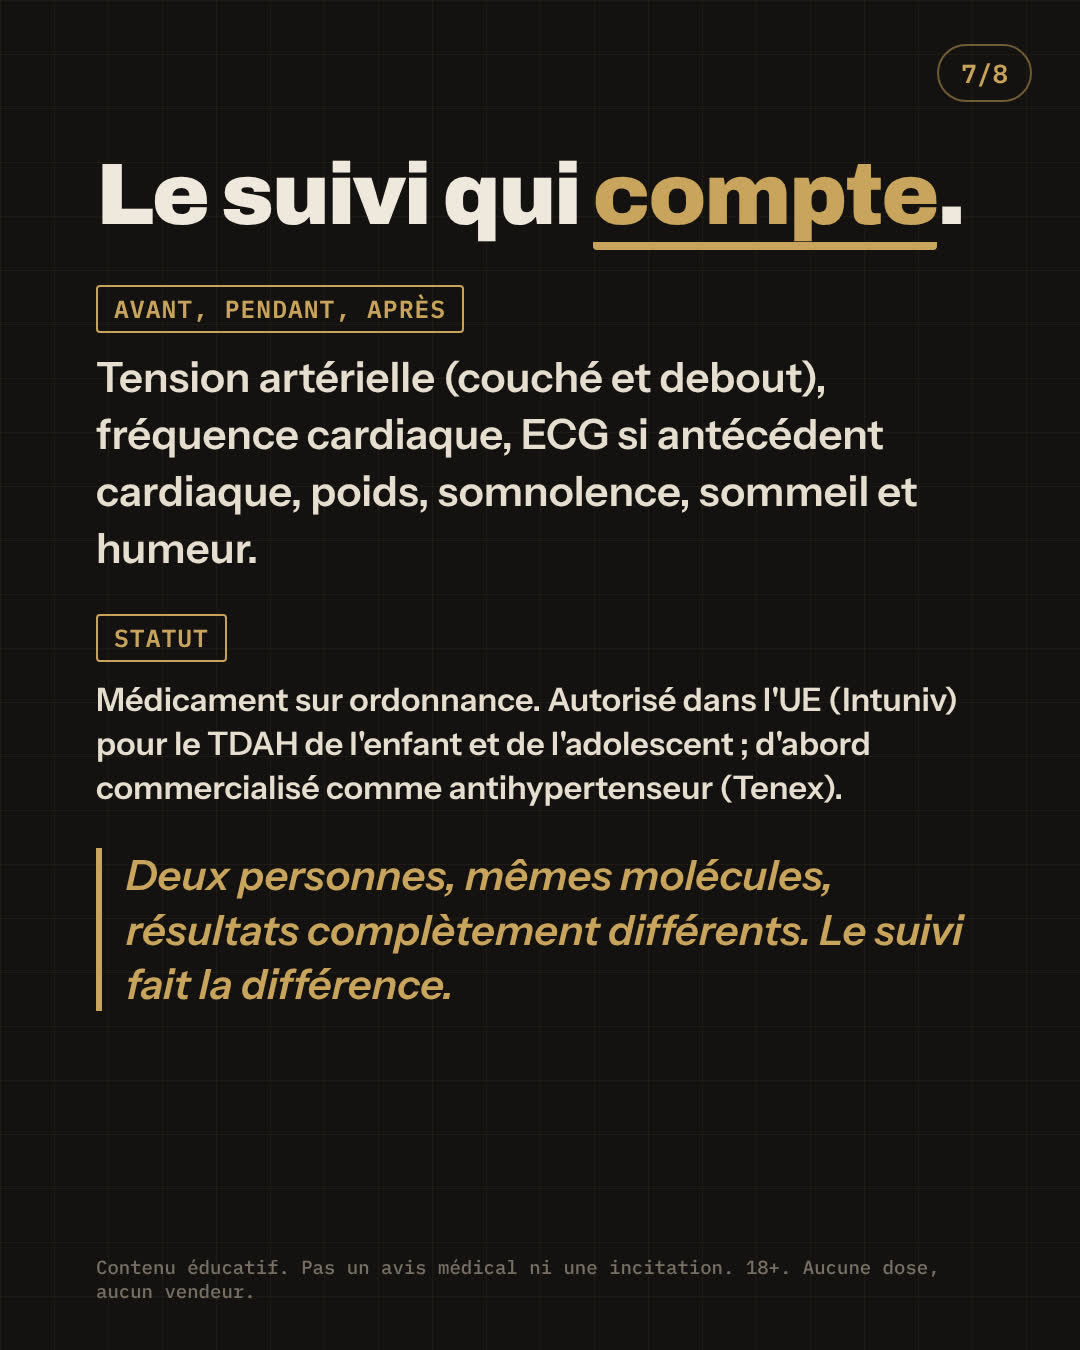 7/8
Le suivi qui compte.
AVANT, PENDANT, APRÈS
Tension artérielle (couché et debout),
fréquence cardiaque, ECG si antécédent
cardiaque, poids, somnolence, sommeil et
humeur.
STATUT
Médicament sur ordonnance. Autorisé dans l'UE (Intuniv)
pour le TDAH de l'enfant et de l'adolescent ; d'abord
commercialisé comme antihypertenseur (Tenex).
Deux personnes, mêmes molécules,
résultats complètement différents. Le suivi
fait la différence.
Contenu éducatif. Pas un avis médical ni une incitation. 18+. Aucune dose,
aucun vendeur.